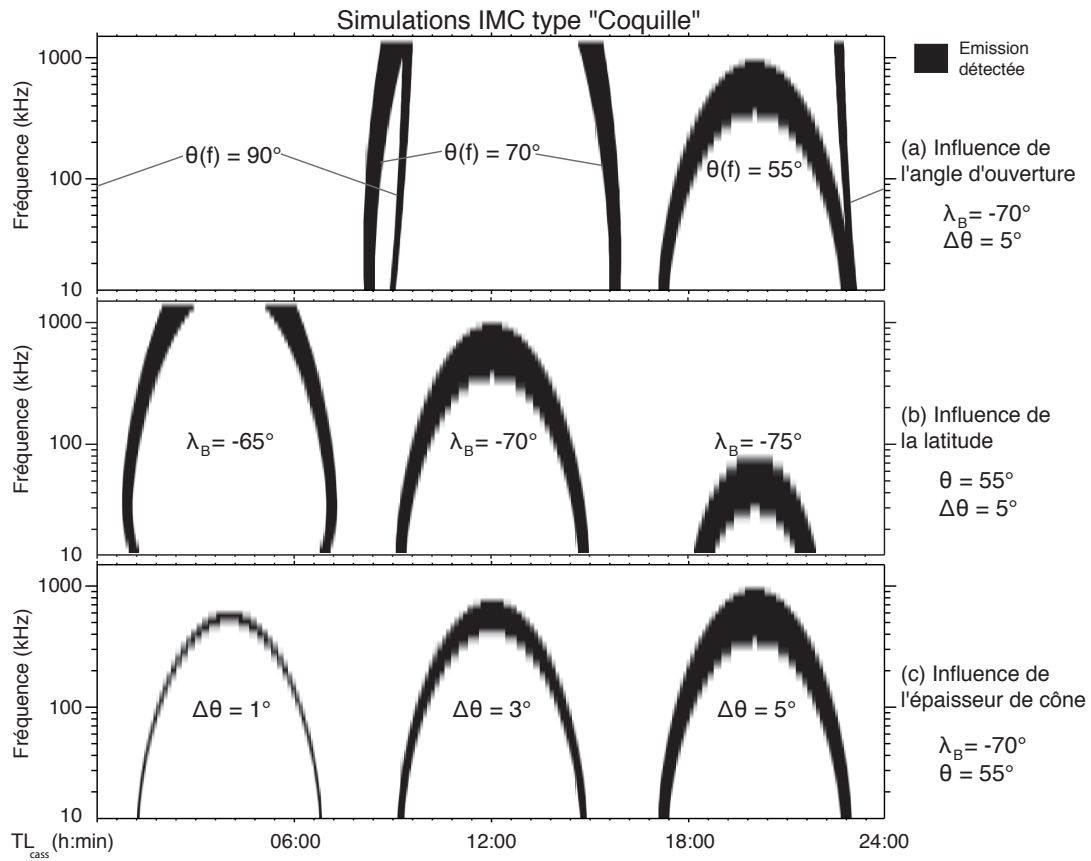 Simulations IMC type "Coquille"
Emission
détectée
Fréquence (kHz)
1000
100
10
θ(f) = 90°
θ(f) = 70°
θ(f) = 55°
(a) Influence de
l'angle d'ouverture
λB= -70°
Δθ = 5°
Fréquence (kHz)
1000
100
10
λB= -65°
λB= -70°
λB= -75°
(b) Influence de
la latitude
θ = 55°
Δθ = 5°
Fréquence (kHz)
1000
100
10
Δθ = 1°
Δθ = 3°
Δθ = 5°
(c) Influence de
l'épaisseur de cône
λB= -70°
θ = 55°
TLcass (h:min)
06:00
12:00
18:00
24:00